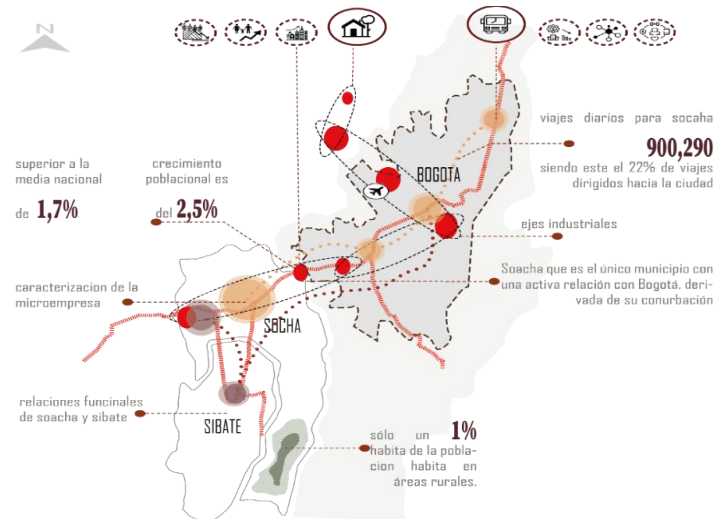 N
superior a la
media nacional
de 1,7%
crecimiento
poblacional es
del 2,5%
BOGOTA
viajes diarios para socaha
900,290
siendo este el 22% de viajes
dirigidos hacia la ciudad
ejes industriales
Soacha que es el único municipio con
una activa relación con Bogotá, deri-
vada de su conurbación
caracterizacion de la
microempresa
SOCHA
relaciones funcinales
de soacha y sibate
SIBATE
sólo un 1%
habita de la pobla-
cion habita en
áreas rurales.